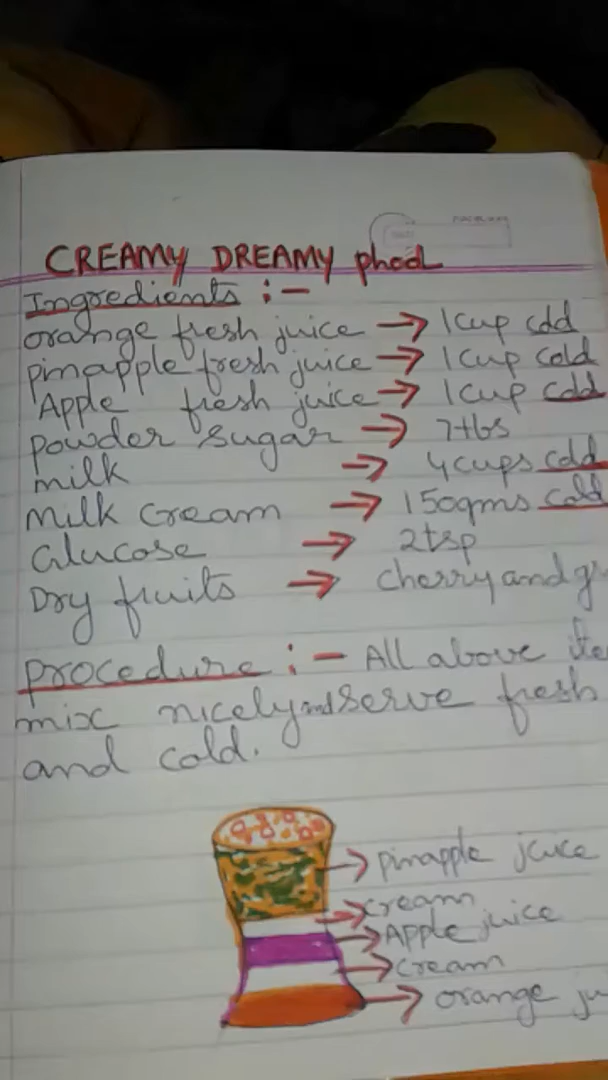 CREAMY DREAMY phod
Ingredients :-
orange fresh juice → 1cup cold
pinapple fresh juice → 1cup cold
Apple fresh juice → 1cup cold
powder sugar → 7tbs
milk → 4cups cold
Milk Cream → 150gms cold
Glucose → 2tsp
Dry fruits → cherry and
procedure :- All above
mix nicely and serve fresh
and cold.
→ pinapple juice
→ cream
→ Apple juice
→ cream
→ orange